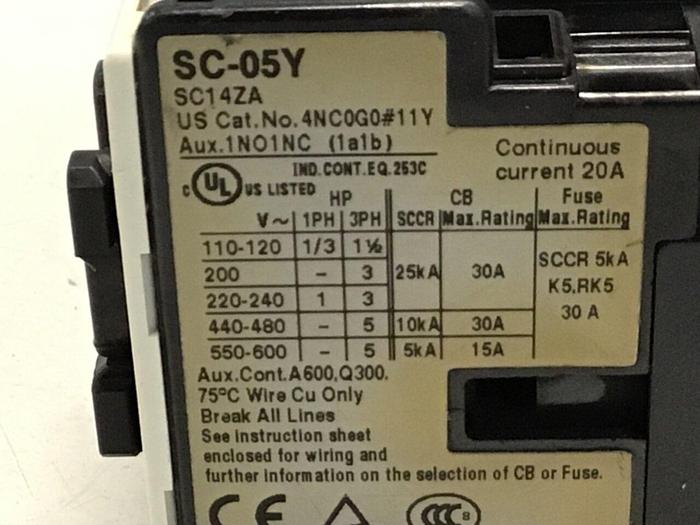 SC-05Y
SC14ZA
US Cat.No.4NC0G0#11Y
Aux.1NO1NC (1a1b)
Continuous
current 20A
IND.CONT.EQ.253C
C UL US LISTED
HP CB Fuse
V~ 1PH 3PH SCCR Max.Rating Max.Rating
110-120 1/3 1½
200 – 3 25kA 30A
220-240 1 3
440-480 – 5 10kA 30A
550-600 – 5 5kA 15A
SCCR 5kA
K5,RK5
30 A
Aux.Cont.A600,Q300.
75°C Wire Cu Only
Break All Lines
See instruction sheet
enclosed for wiring and
further information on the selection of CB or Fuse.
CE CCC 8